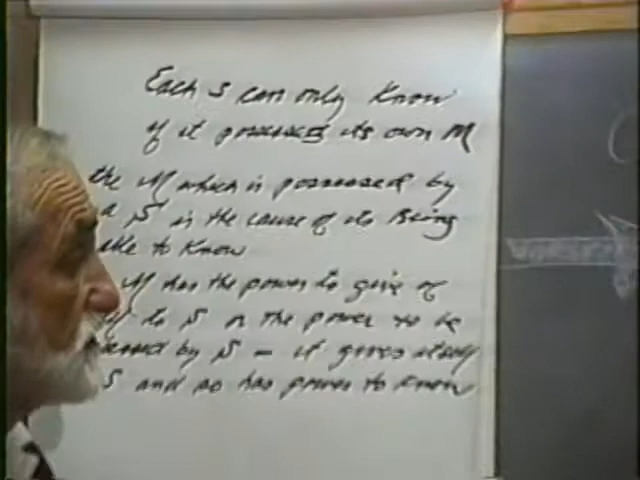 Each S can only Know
if it possesses its own M
the M which is possessed by
a S is the cause of its Being
able to Know
M has the power to give of
to S or the power to be
by S – it gives itself
S and so has power to know